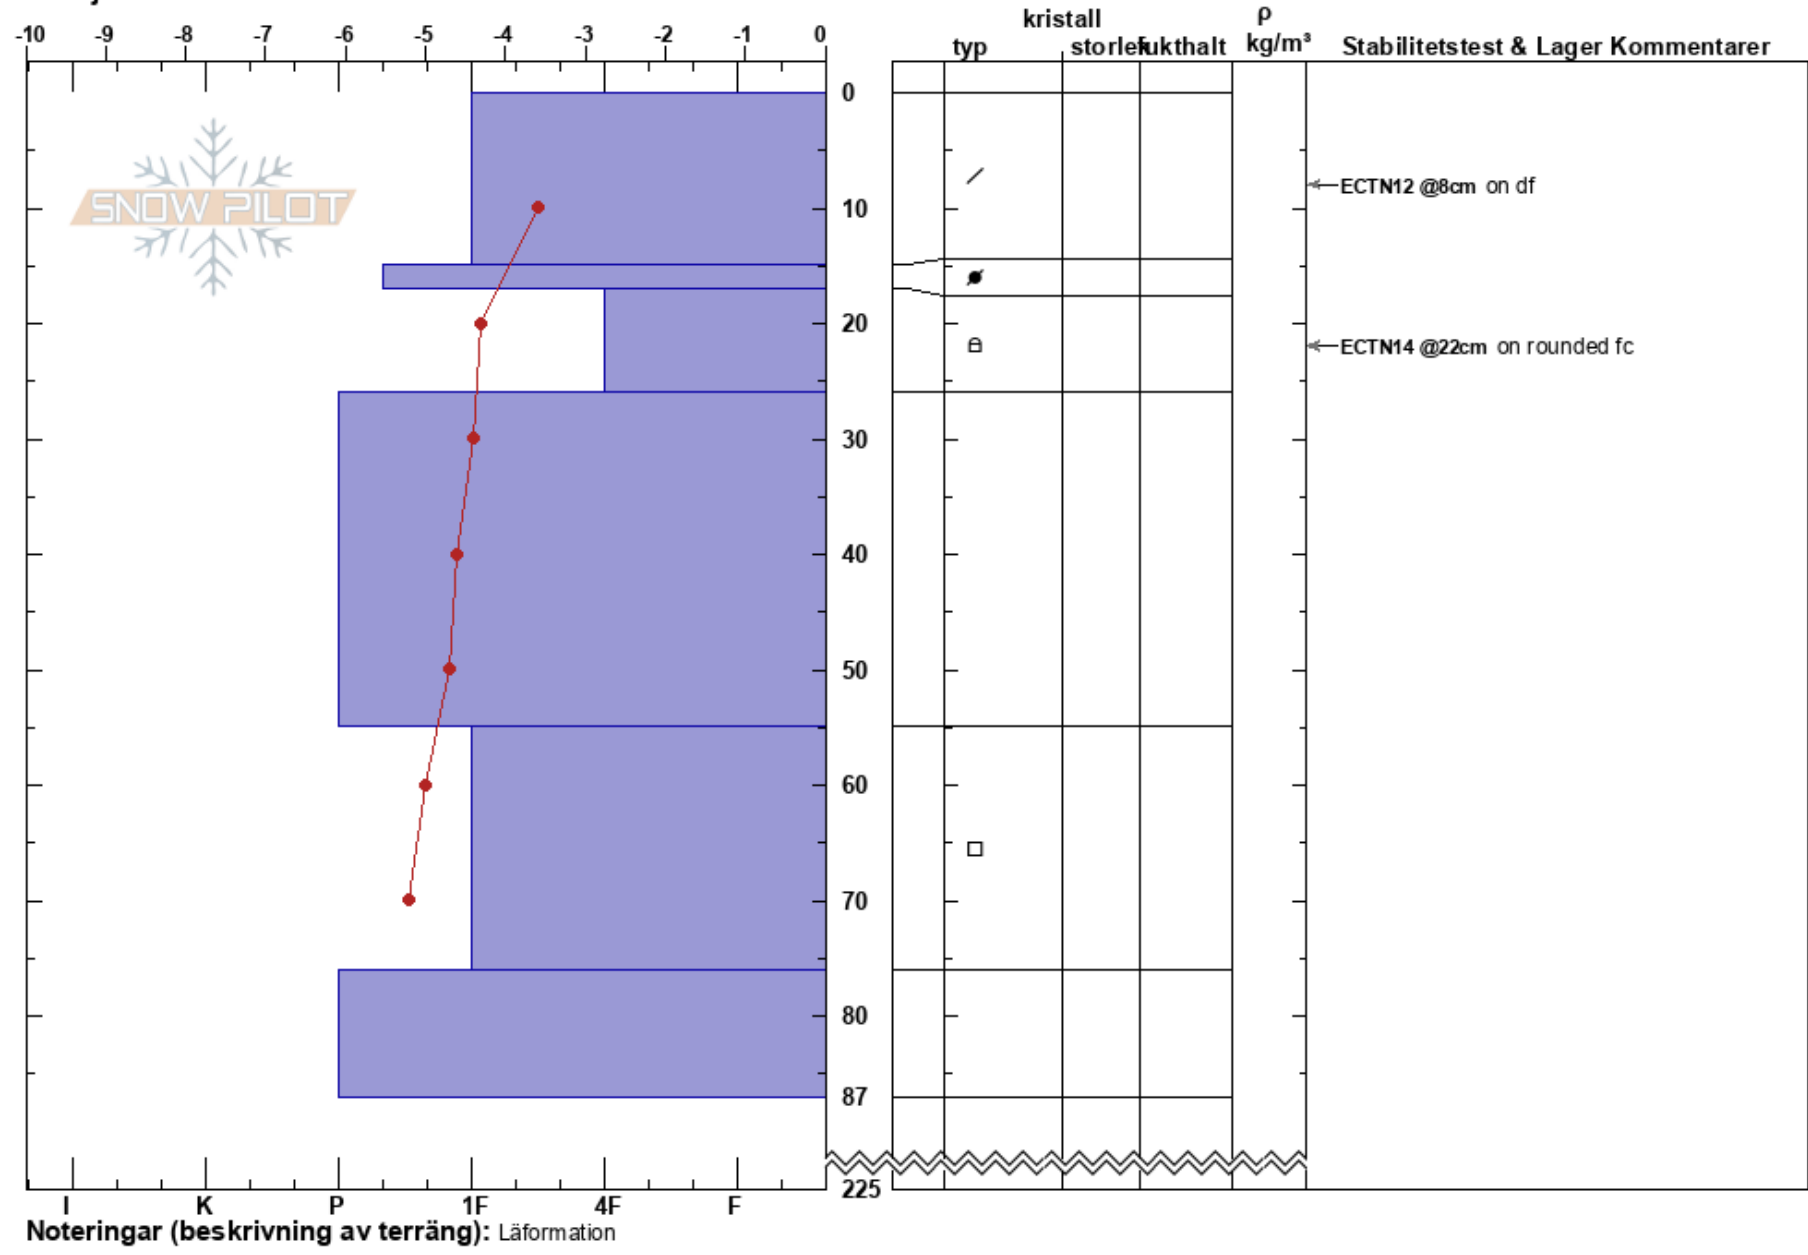 -10 -9 -8 -7 -6 -5 -4 -3 -2 -1 0
kristall
ρ
typ storlek fukthalt kg/m³ Stabilitetstest & Lager Kommentarer
0
SNOW PILOT
ECTN12 @8cm on df
10
20
ECTN14 @22cm on rounded fc
30
40
50
60
70
80
87
225
I K P 1F 4F F
Noteringar (beskrivning av terräng): Läformation